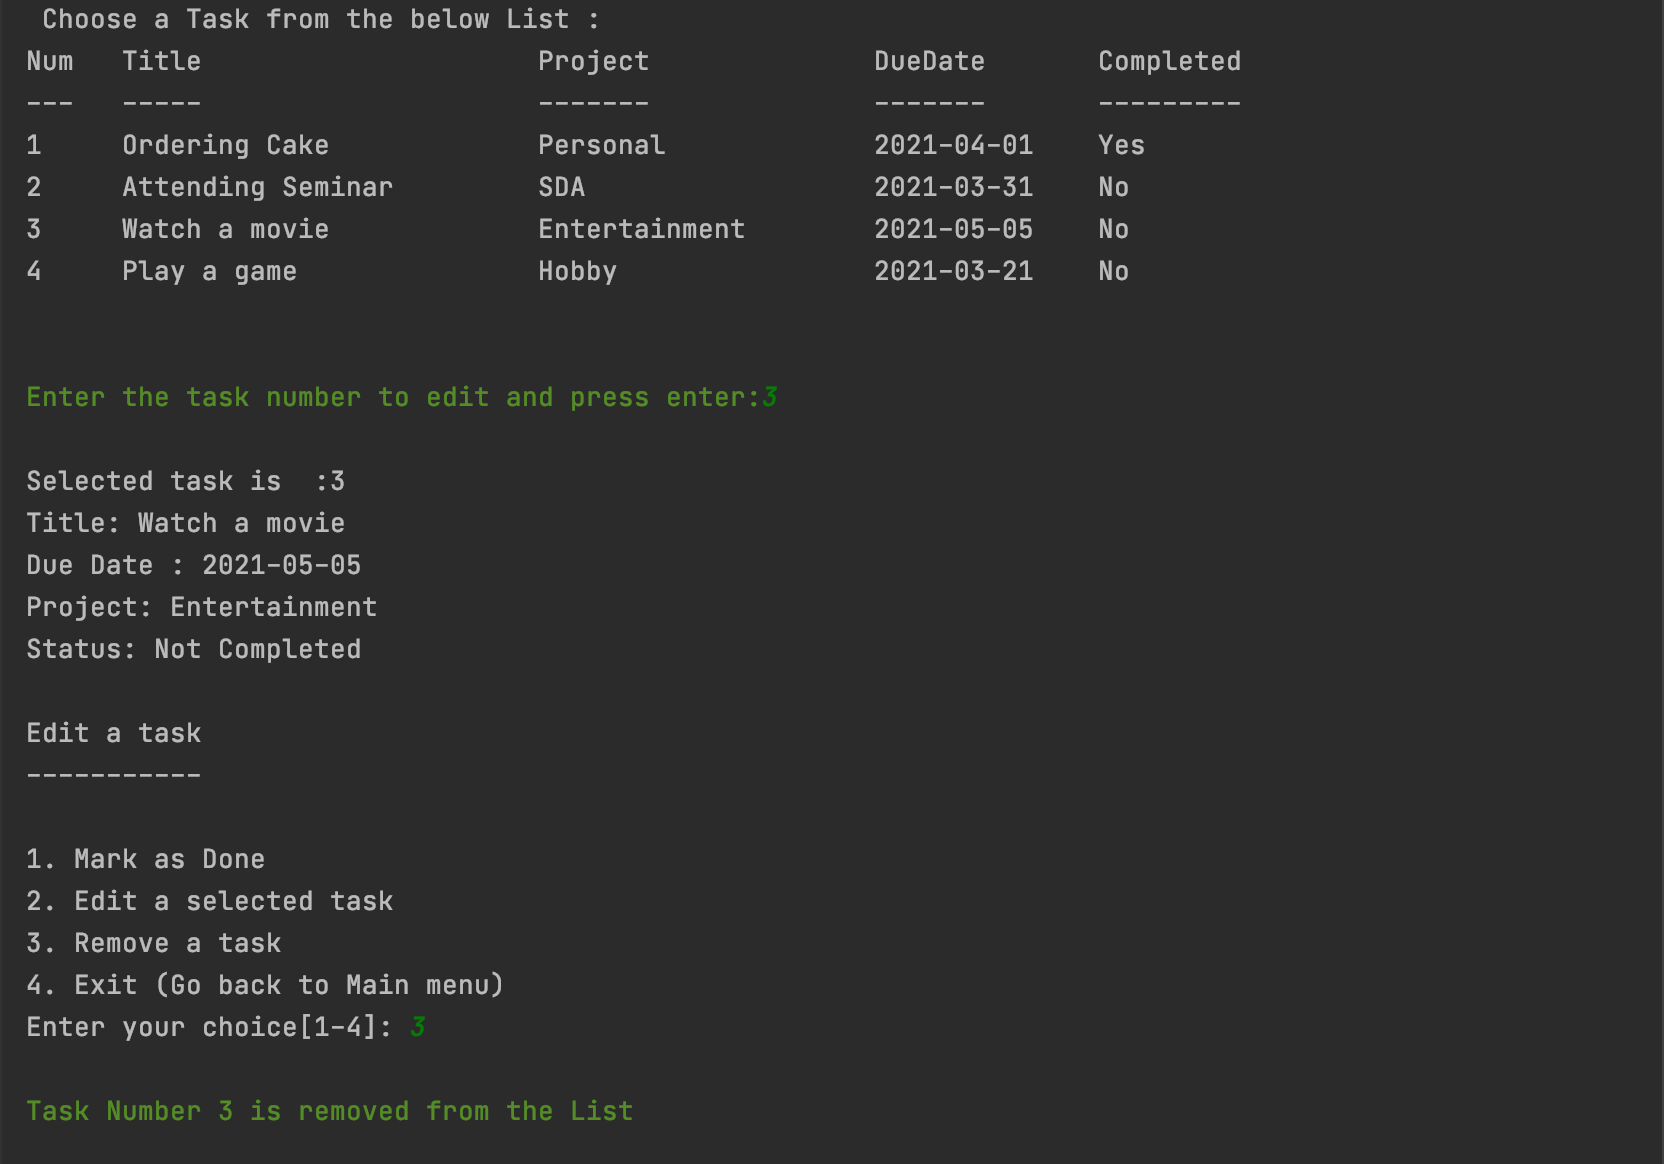 Choose a Task from the below List :
Num   Title                     Project              DueDate       Completed
---   -----                     -------              -------       ---------
1     Ordering Cake             Personal             2021-04-01    Yes
2     Attending Seminar         SDA                  2021-03-31    No
3     Watch a movie             Entertainment        2021-05-05    No
4     Play a game               Hobby                2021-03-21    No
Enter the task number to edit and press enter:3
Selected task is  :3
Title: Watch a movie
Due Date : 2021-05-05
Project: Entertainment
Status: Not Completed
Edit a task
-----------
1. Mark as Done
2. Edit a selected task
3. Remove a task
4. Exit (Go back to Main menu)
Enter your choice[1-4]: 3
Task Number 3 is removed from the List